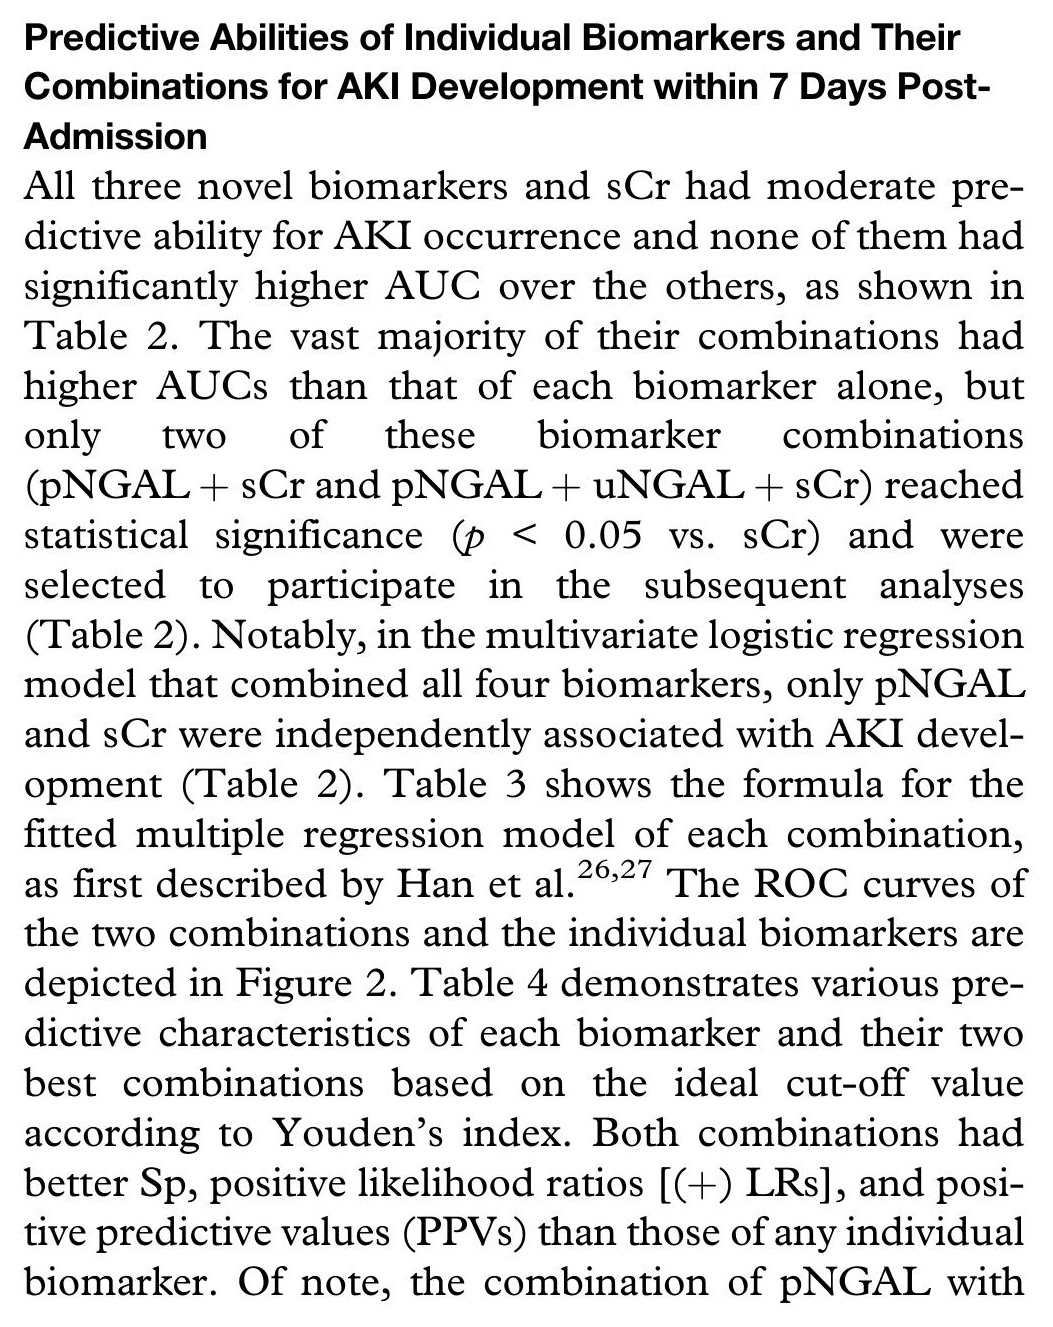 Predictive Abilities of Individual Biomarkers and Their
Combinations for AKI Development within 7 Days Post-
Admission
All three novel biomarkers and sCr had moderate pre-
dictive ability for AKI occurrence and none of them had
significantly higher AUC over the others, as shown in
Table 2. The vast majority of their combinations had
higher AUCs than that of each biomarker alone, but
only two of these biomarker combinations
(pNGAL + sCr and pNGAL + uNGAL + sCr) reached
statistical significance (p < 0.05 vs. sCr) and were
selected to participate in the subsequent analyses
(Table 2). Notably, in the multivariate logistic regression
model that combined all four biomarkers, only pNGAL
and sCr were independently associated with AKI devel-
opment (Table 2). Table 3 shows the formula for the
fitted multiple regression model of each combination,
as first described by Han et al.26,27 The ROC curves of
the two combinations and the individual biomarkers are
depicted in Figure 2. Table 4 demonstrates various pre-
dictive characteristics of each biomarker and their two
best combinations based on the ideal cut-off value
according to Youden’s index. Both combinations had
better Sp, positive likelihood ratios [(+) LRs], and posi-
tive predictive values (PPVs) than those of any individual
biomarker. Of note, the combination of pNGAL with